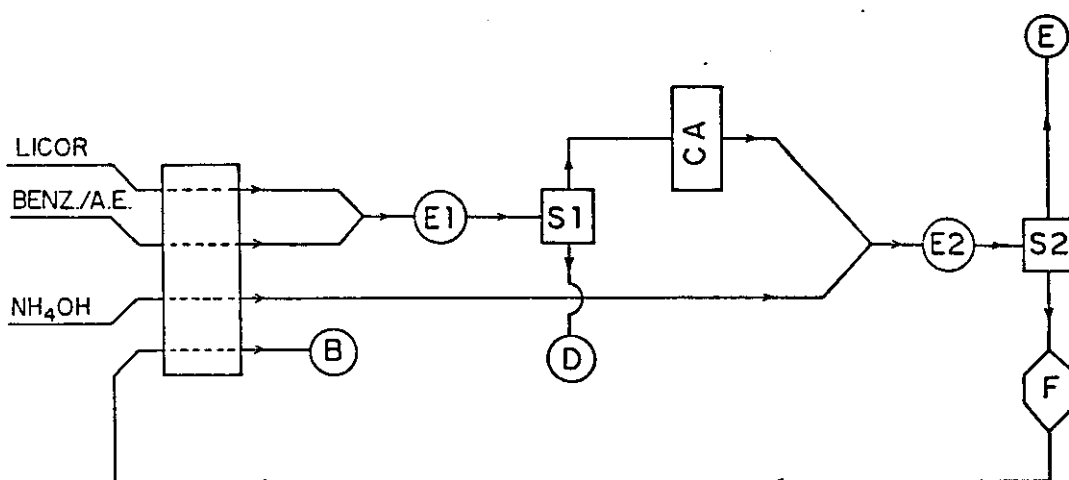 E
CA
LICOR
BENZ./A.E.
E1
S1
E2
S2
NH₄OH
B
D
F